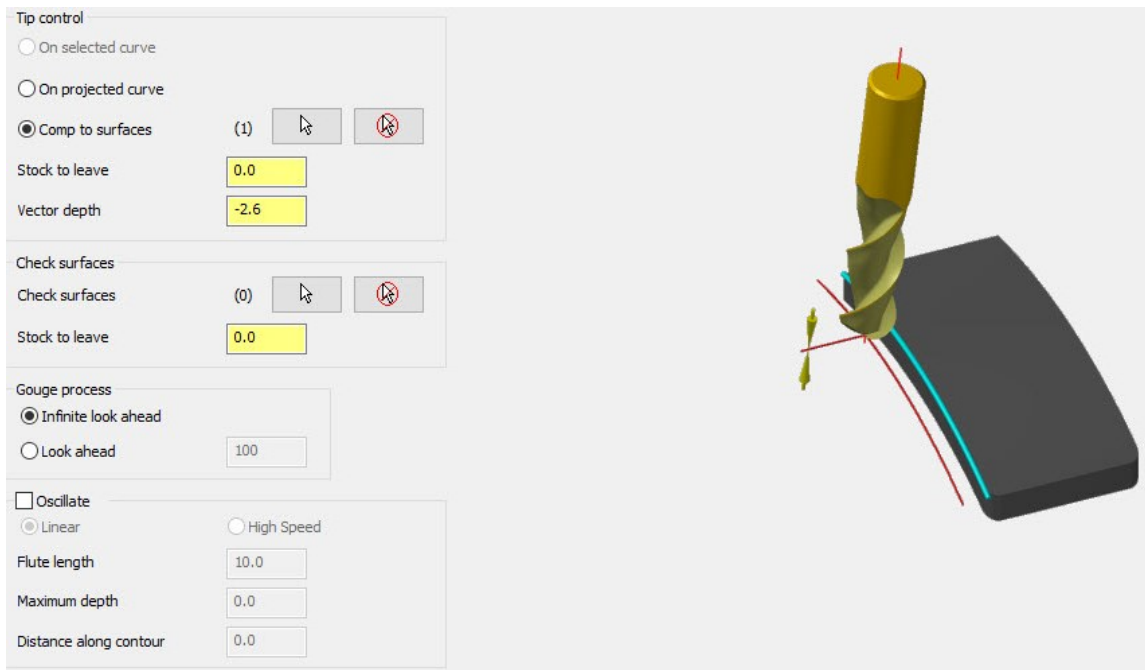 Tip control
On selected curve
On projected curve
Comp to surfaces (1)
Stock to leave 0.0
Vector depth -2.6
Check surfaces
Check surfaces (0)
Stock to leave 0.0
Gouge process
Infinite look ahead
Look ahead 100
Oscillate
Linear High Speed
Flute length 10.0
Maximum depth 0.0
Distance along contour 0.0